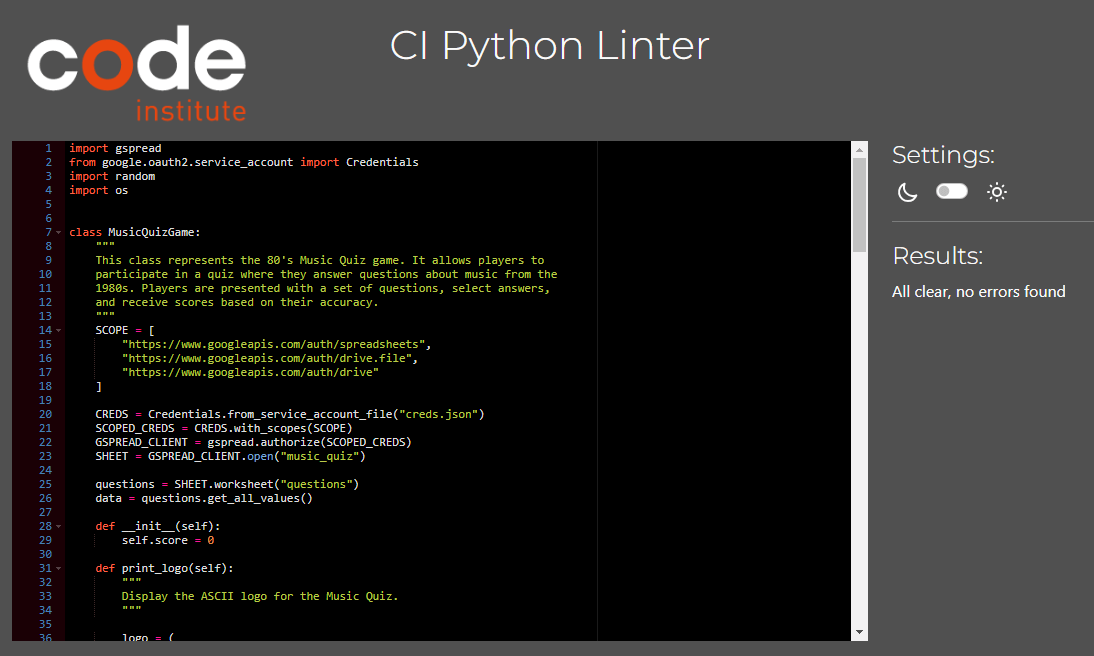 code
institute
CI Python Linter
1 import gspread
2 from google.oauth2.service_account import Credentials
3 import random
4 import os
5
6
7 class MusicQuizGame:
8 """
9 This class represents the 80's Music Quiz game. It allows players to
10 participate in a quiz where they answer questions about music from the
11 1980s. Players are presented with a set of questions, select answers,
12 and receive scores based on their accuracy.
13 """
14 SCOPE = [
15 "https://www.googleapis.com/auth/spreadsheets",
16 "https://www.googleapis.com/auth/drive.file",
17 "https://www.googleapis.com/auth/drive"
18 ]
19
20 CREDS = Credentials.from_service_account_file("creds.json")
21 SCOPED_CREDS = CREDS.with_scopes(SCOPE)
22 GSPREAD_CLIENT = gspread.authorize(SCOPED_CREDS)
23 SHEET = GSPREAD_CLIENT.open("music_quiz")
24
25 questions = SHEET.worksheet("questions")
26 data = questions.get_all_values()
27
28 def __init__(self):
29 self.score = 0
30
31 def print_logo(self):
32 """
33 Display the ASCII logo for the Music Quiz.
34 """
35
36 logo = (
Settings:
Results:
All clear, no errors found